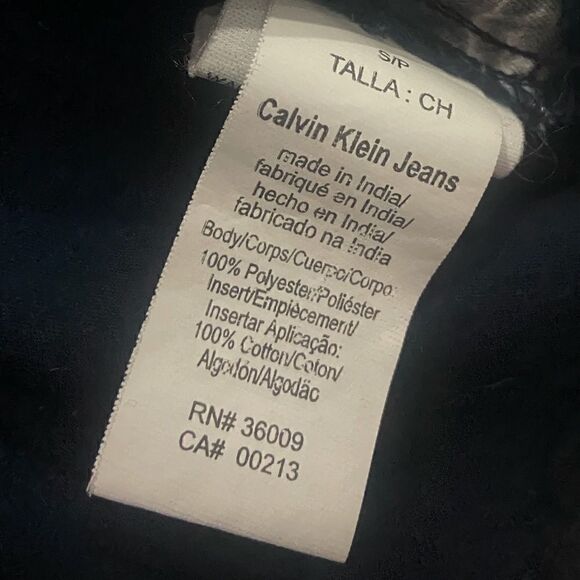 S/P
TALLA : CH
Calvin Klein Jeans
made in India/
fabriqué en India/
hecho en India/
fabricado na India
Body/Corps/Cuerpo/Corpo:
100% Polyester/Poliéster
Insert/Empiècement/
Insertar Aplicação:
100% Cotton/Coton/
Algodón/Algodão
RN# 36009
CA# 00213